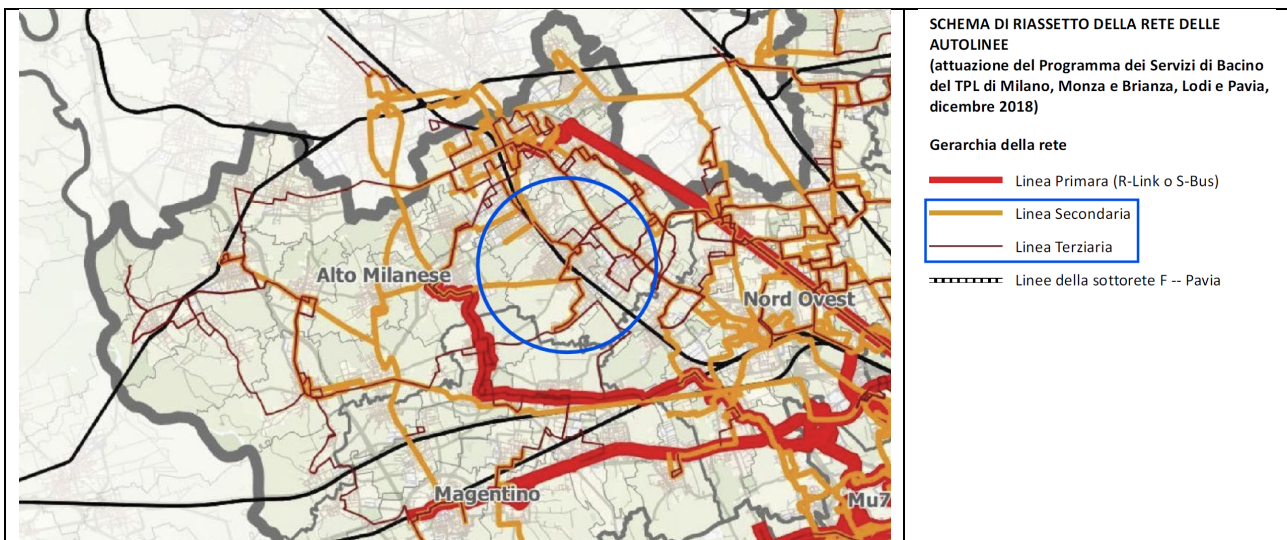 SCHEMA DI RIASSETTO DELLA RETE DELLE
AUTOLINEE
(attuazione del Programma dei Servizi di Bacino
del TPL di Milano, Monza e Brianza, Lodi e Pavia,
dicembre 2018)
Gerarchia della rete
Linea Primaria (R-Link o S-Bus)
Linea Secondaria
Linea Terziaria
Linee della sottorete F -- Pavia
Alto Milanese
Nord Ovest
Magentino
Mu7